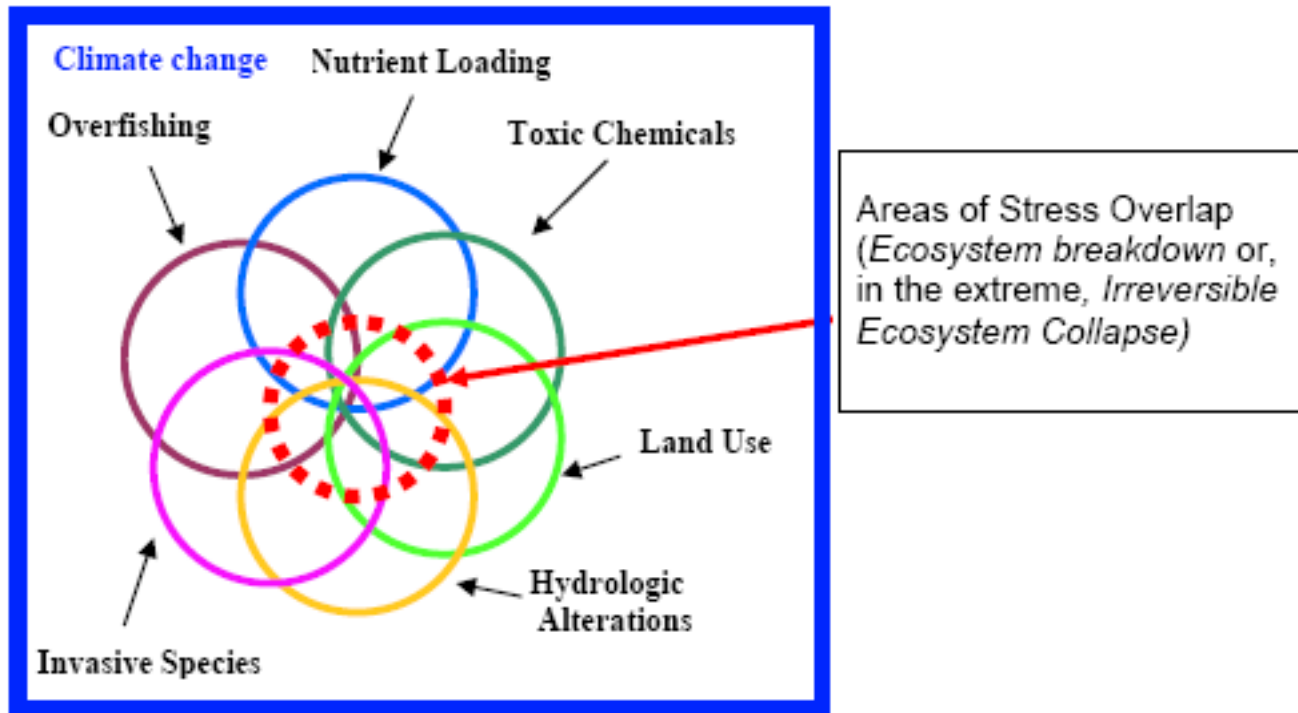 Climate change
Nutrient Loading
Overfishing
Toxic Chemicals
Areas of Stress Overlap
(Ecosystem breakdown or,
in the extreme, Irreversible
Ecosystem Collapse)
Land Use
Hydrologic
Alterations
Invasive Species